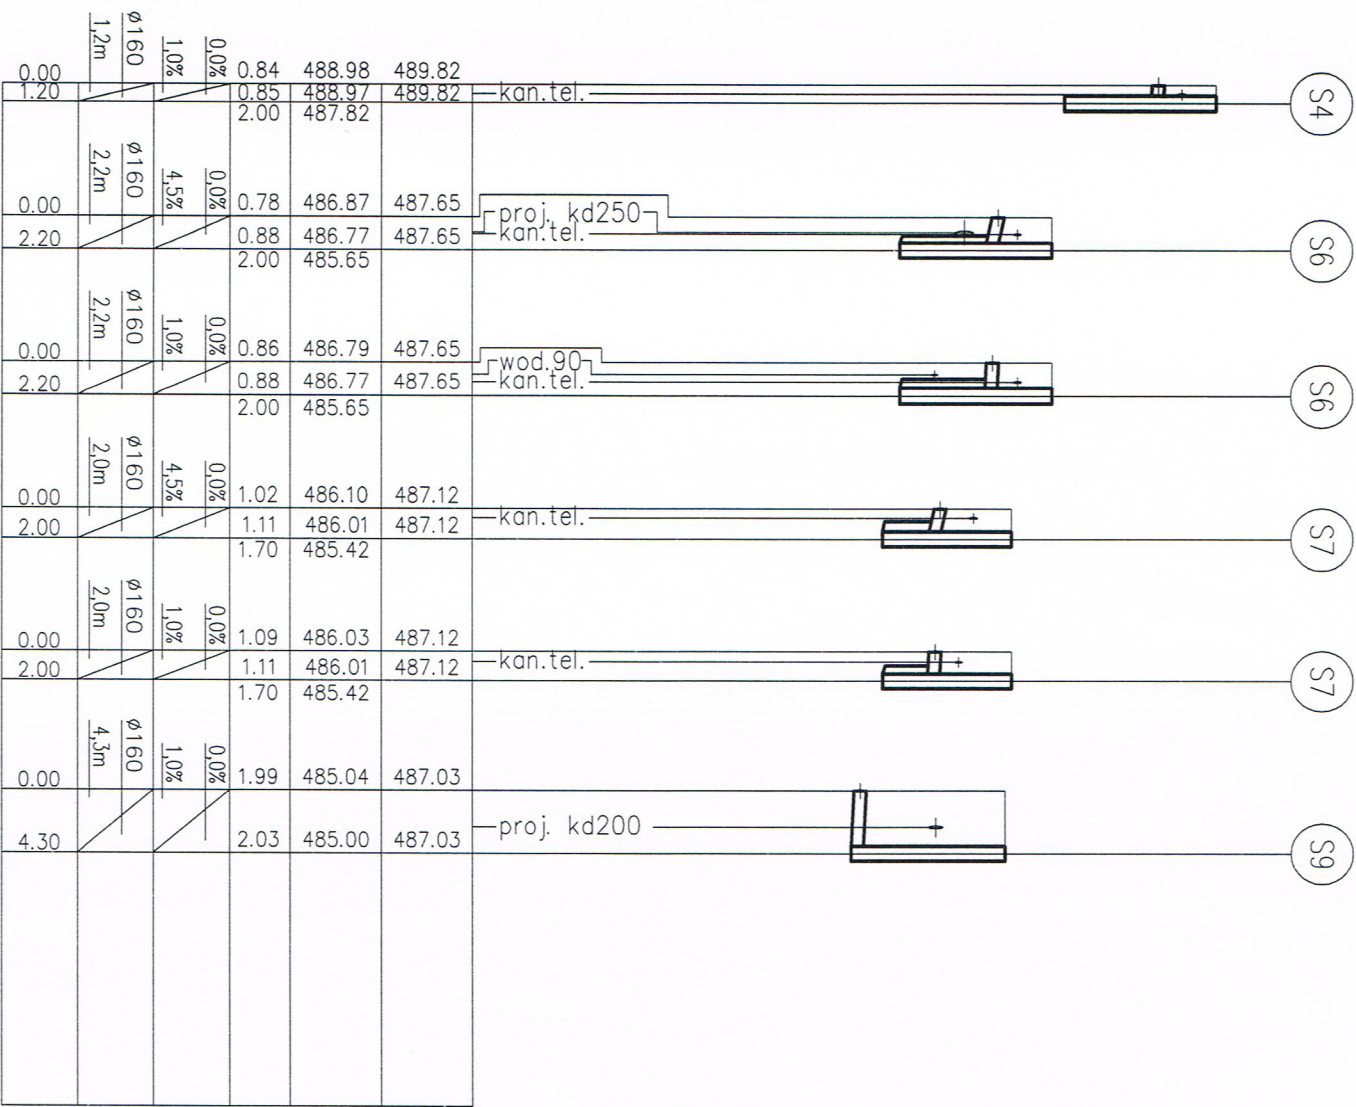 1,2m
ø160
1,0%
0,0%
0.00
0.84 488.98 489.82
1.20
0.85 488.97 489.82
kan.tel.
2.00 487.82
S4
2,2m
ø160
4,5%
0,0%
0.00
0.78 486.87 487.65
proj. kd250
2.20
0.88 486.77 487.65
kan.tel.
2.00 485.65
S6
2,2m
ø160
1,0%
0,0%
0.00
0.86 486.79 487.65
wod.90
2.20
0.88 486.77 487.65
kan.tel.
2.00 485.65
S6
2,0m
ø160
4,5%
0,0%
0.00
1.02 486.10 487.12
kan.tel.
2.00
1.11 486.01 487.12
1.70 485.42
S7
2,0m
ø160
1,0%
0,0%
0.00
1.09 486.03 487.12
kan.tel.
2.00
1.11 486.01 487.12
1.70 485.42
S7
4,3m
ø160
1,0%
0,0%
0.00
1.99 485.04 487.03
proj. kd200
4.30
2.03 485.00 487.03
S9